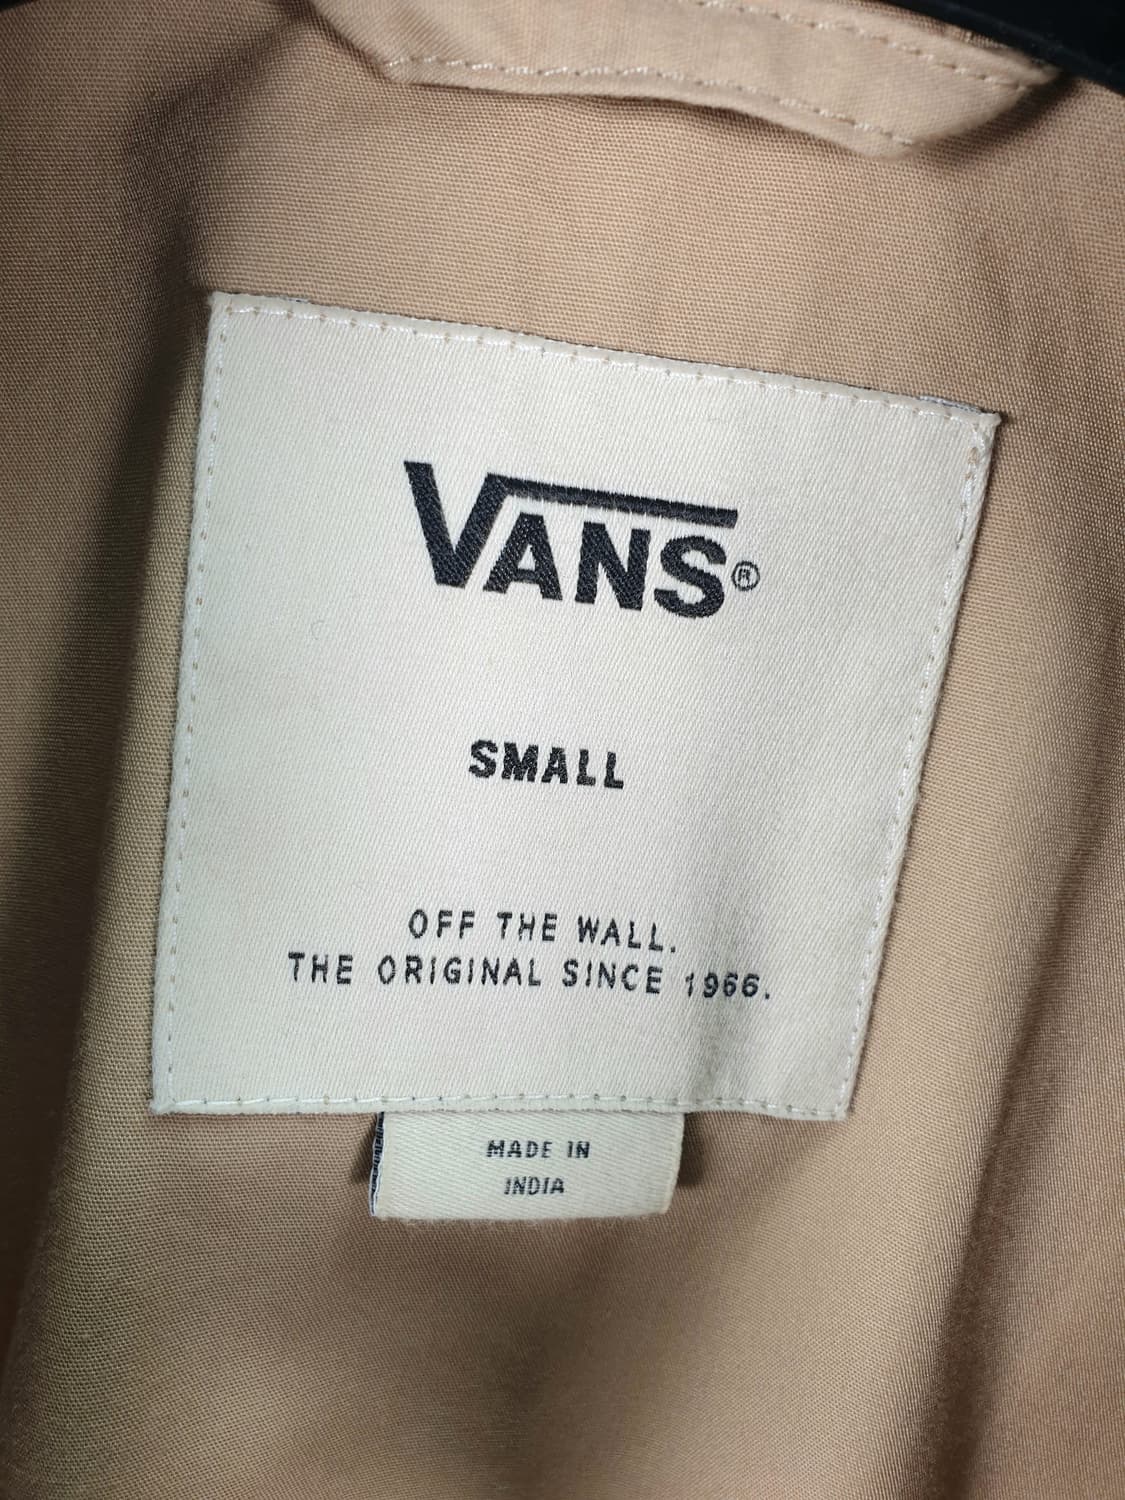 VANS®
SMALL
OFF THE WALL.
THE ORIGINAL SINCE 1966.
MADE IN
INDIA